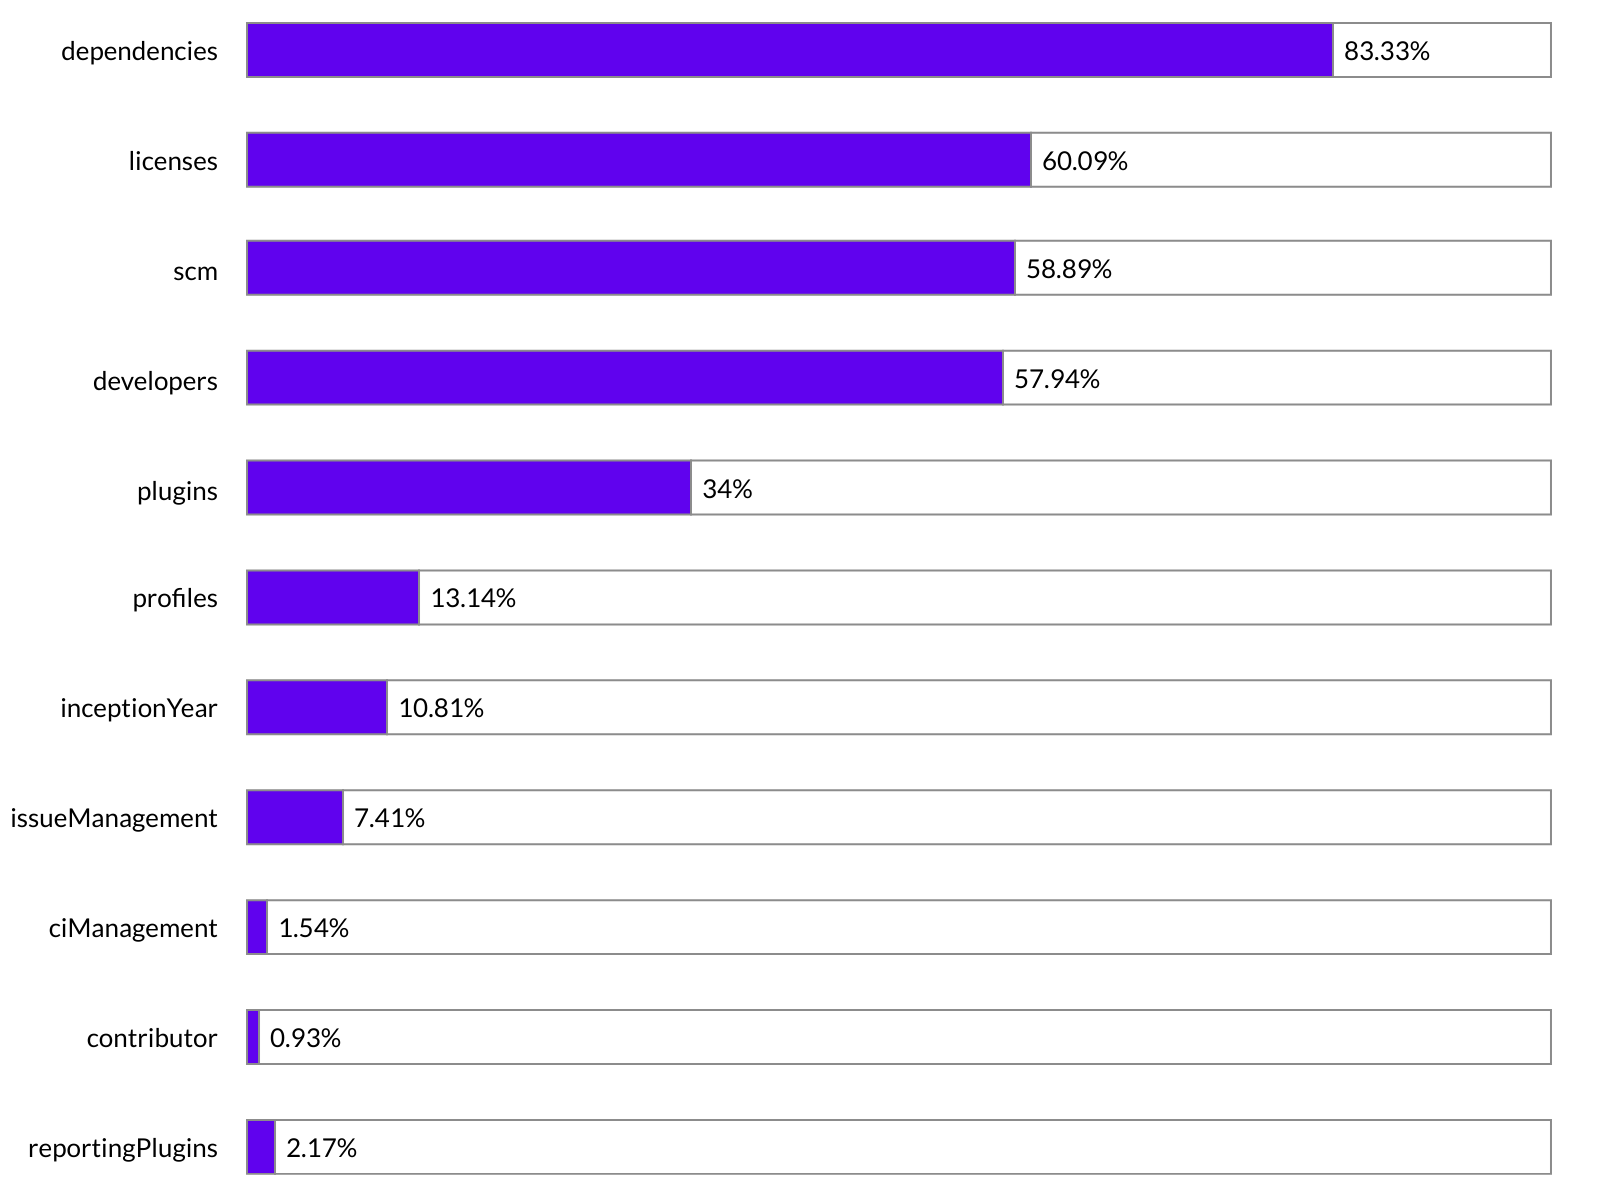 dependencies 83.33%
licenses 60.09%
scm 58.89%
developers 57.94%
plugins 34%
profiles 13.14%
inceptionYear 10.81%
issueManagement 7.41%
ciManagement 1.54%
contributor 0.93%
reportingPlugins 2.17%